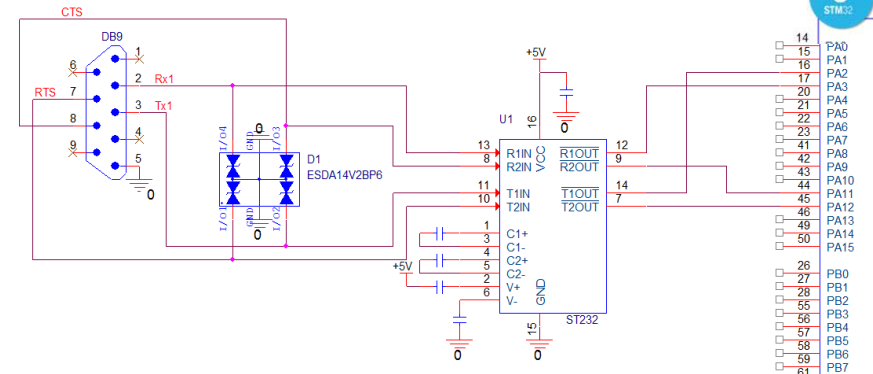 CTS
DB9
1
6
2
Rx1
RTS
7
3
Tx1
8
4
9
5
0
I/O4
GND
0
I/O3
D1
ESDA14V2BP6
I/O1
GND
0
I/O2
+5V
0
U1
16
VCC
13
R1IN
R1OUT
12
8
R2IN
R2OUT
9
11
T1IN
T1OUT
14
10
T2IN
T2OUT
7
1
C1+
3
C1-
4
C2+
5
C2-
+5V
2
V+
6
V-
GND
15
ST232
0
0
STM32
14
PA0
15
PA1
16
PA2
17
PA3
20
PA4
21
PA5
22
PA6
23
PA7
41
PA8
42
PA9
43
PA10
44
PA11
45
PA12
46
PA13
49
PA14
50
PA15
26
PB0
27
PB1
28
PB2
55
PB3
56
PB4
57
PB5
58
PB6
59
PB7
61